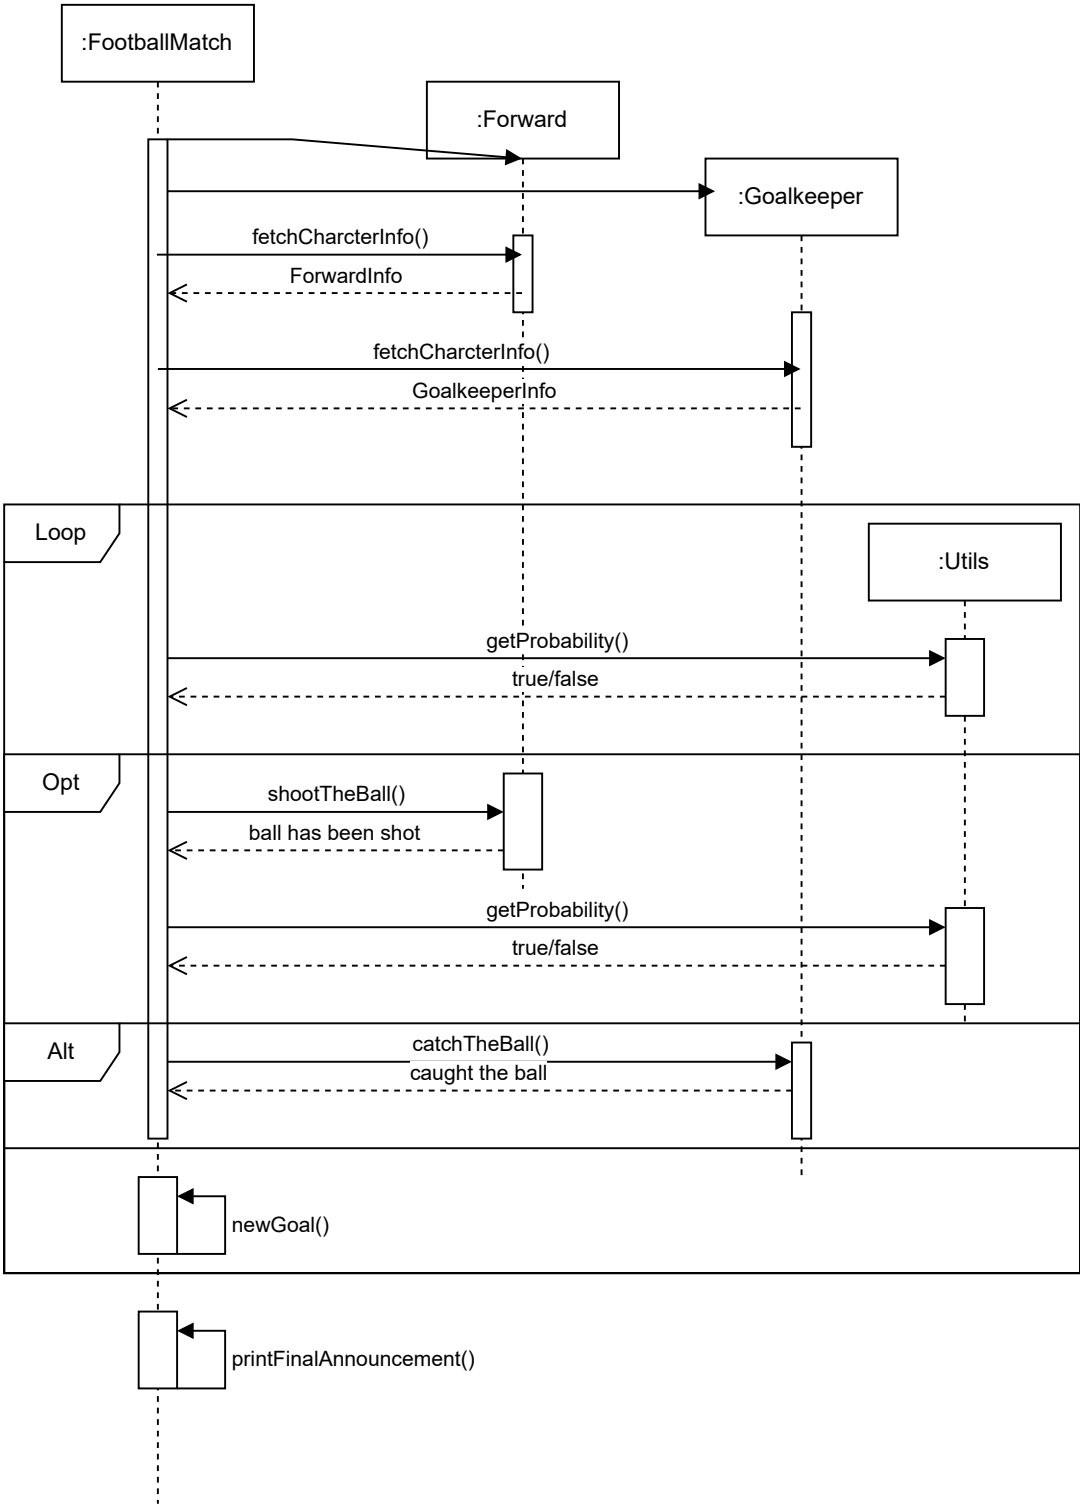 :FootballMatch
:Forward
:Goalkeeper
fetchCharcterInfo()
ForwardInfo
fetchCharcterInfo()
GoalkeeperInfo
Loop
:Utils
getProbability()
true/false
Opt
shootTheBall()
ball has been shot
getProbability()
true/false
Alt
catchTheBall()
caught the ball
newGoal()
printFinalAnnouncement()